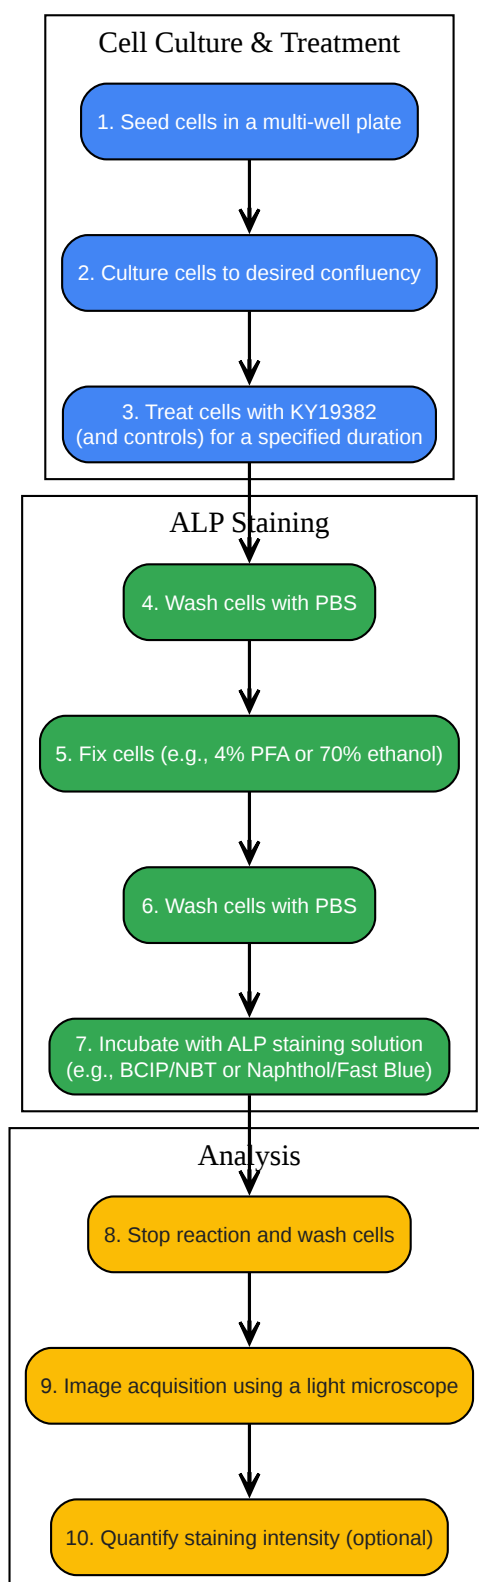 Cell Culture & Treatment
1. Seed cells in a multi-well plate
2. Culture cells to desired confluency
3. Treat cells with KY19382
(and controls) for a specified duration
ALP Staining
4. Wash cells with PBS
5. Fix cells (e.g., 4% PFA or 70% ethanol)
6. Wash cells with PBS
7. Incubate with ALP staining solution
(e.g., BCIP/NBT or Naphthol/Fast Blue)
Analysis
8. Stop reaction and wash cells
9. Image acquisition using a light microscope
10. Quantify staining intensity (optional)